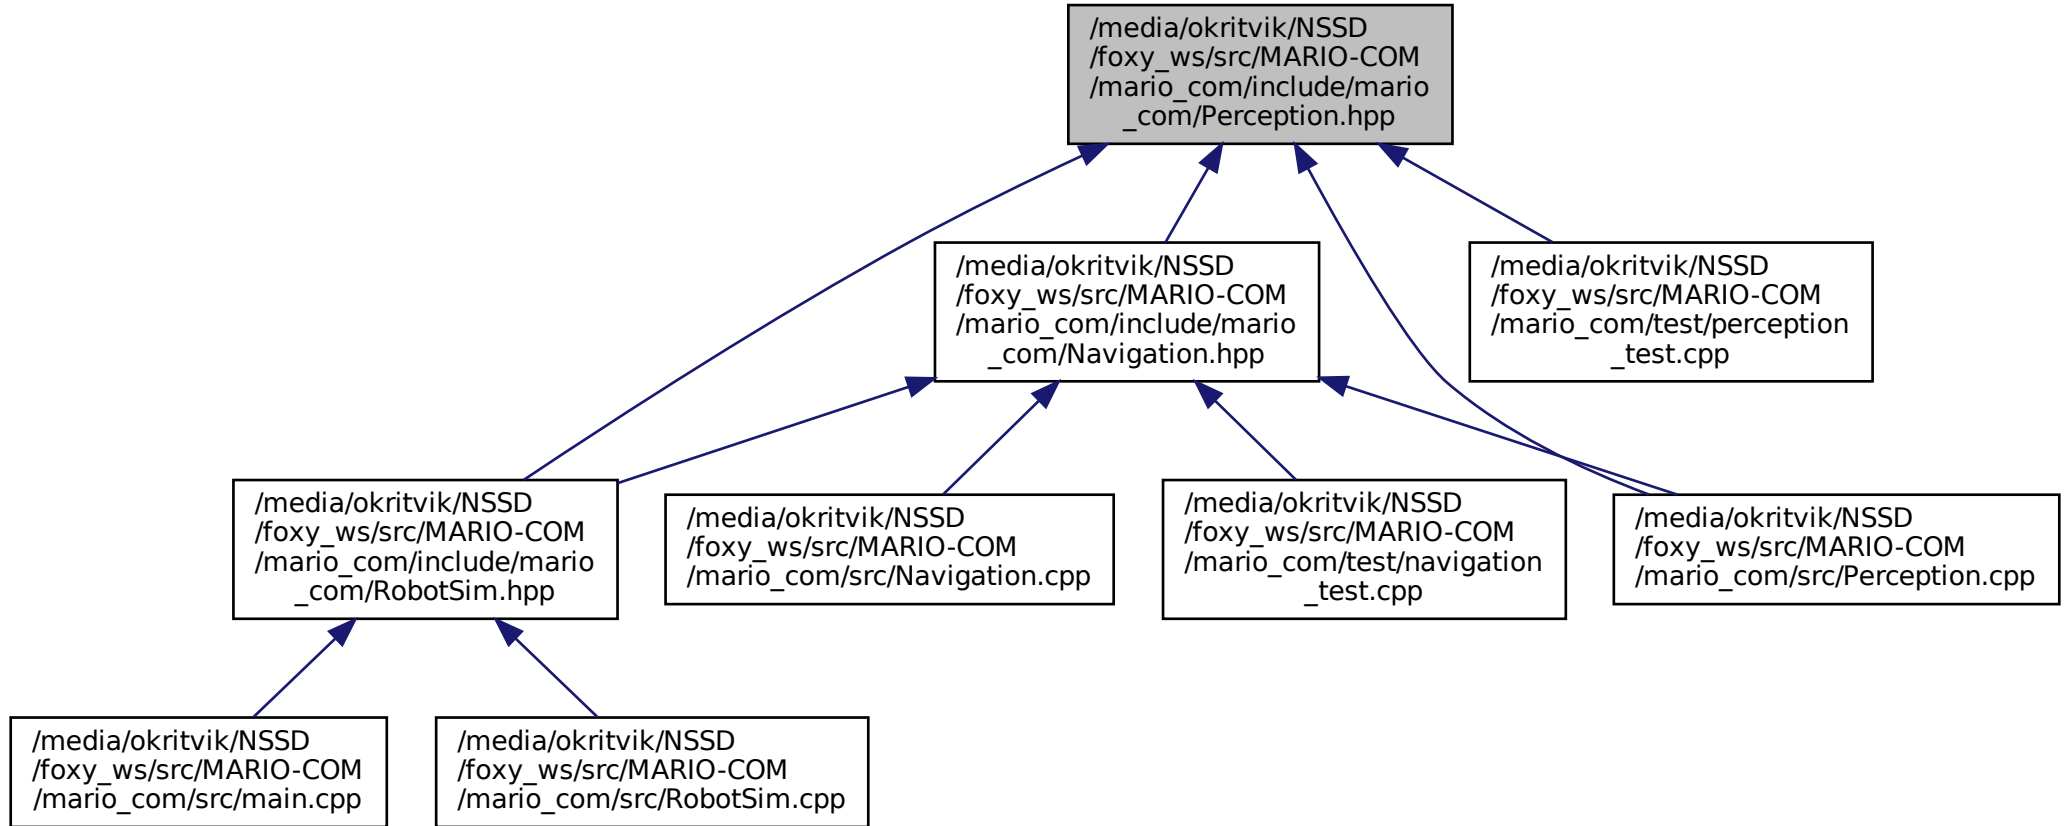 /media/okritvik/NSSD
/foxy_ws/src/MARIO-COM
/mario_com/include/mario
_com/Perception.hpp
/media/okritvik/NSSD
/foxy_ws/src/MARIO-COM
/mario_com/include/mario
_com/Navigation.hpp
/media/okritvik/NSSD
/foxy_ws/src/MARIO-COM
/mario_com/test/perception
_test.cpp
/media/okritvik/NSSD
/foxy_ws/src/MARIO-COM
/mario_com/include/mario
_com/RobotSim.hpp
/media/okritvik/NSSD
/foxy_ws/src/MARIO-COM
/mario_com/src/Navigation.cpp
/media/okritvik/NSSD
/foxy_ws/src/MARIO-COM
/mario_com/test/navigation
_test.cpp
/media/okritvik/NSSD
/foxy_ws/src/MARIO-COM
/mario_com/src/Perception.cpp
/media/okritvik/NSSD
/foxy_ws/src/MARIO-COM
/mario_com/src/main.cpp
/media/okritvik/NSSD
/foxy_ws/src/MARIO-COM
/mario_com/src/RobotSim.cpp